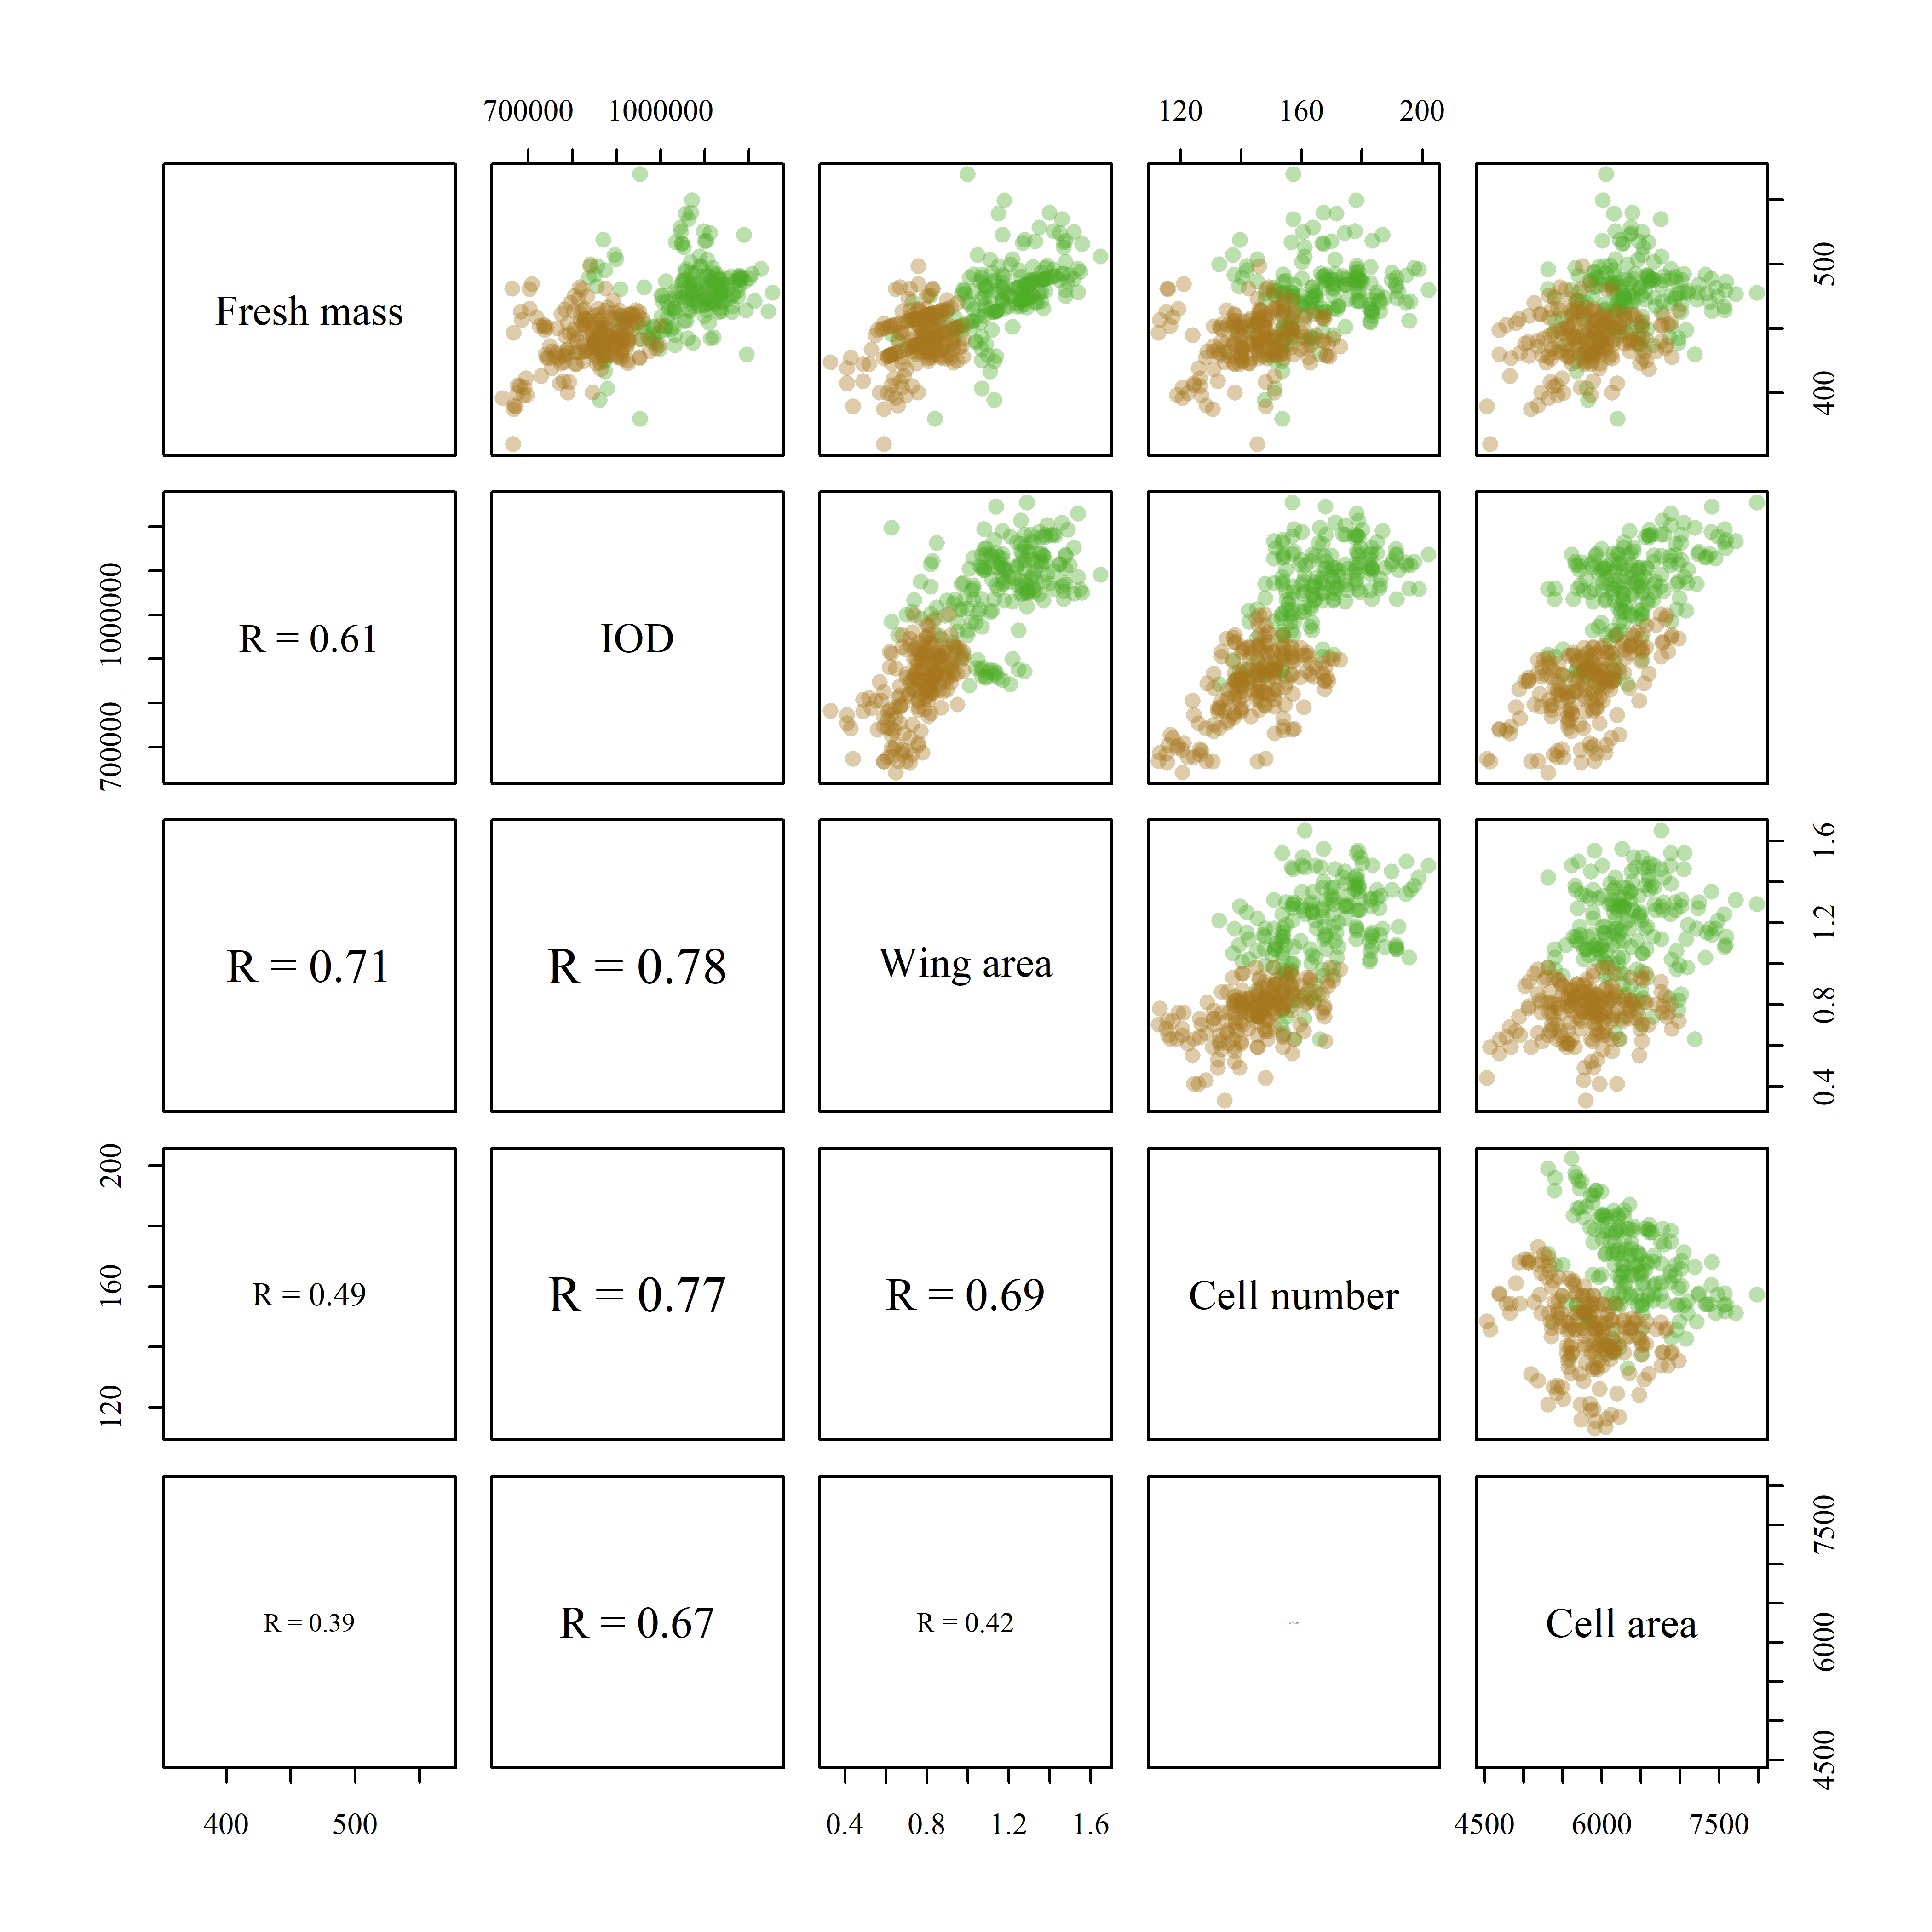 700000 1000000
120 160 200
Fresh mass
500
400
1000000
700000
R = 0.61
IOD
R = 0.71
R = 0.78
Wing area
1.6
1.2
0.8
0.4
200
160
120
R = 0.49
R = 0.77
R = 0.69
Cell number
R = 0.39
R = 0.67
R = 0.42
Cell area
7500
6000
4500
400 500
0.4 0.8 1.2 1.6
4500 6000 7500